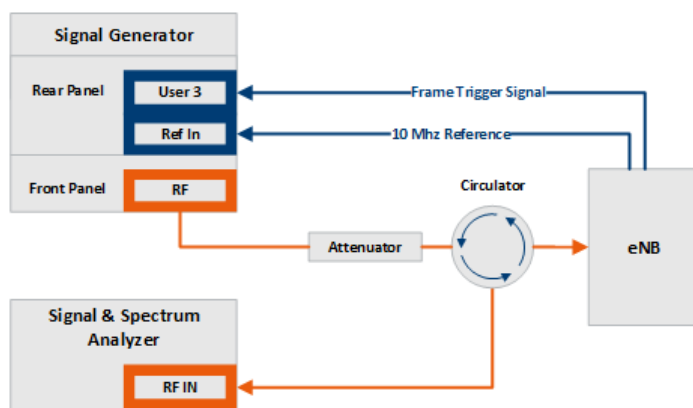 Signal Generator
Rear Panel
User 3
Frame Trigger Signal
Ref In
10 Mhz Reference
Front Panel
RF
Circulator
Attenuator
eNB
Signal & Spectrum
Analyzer
RF IN